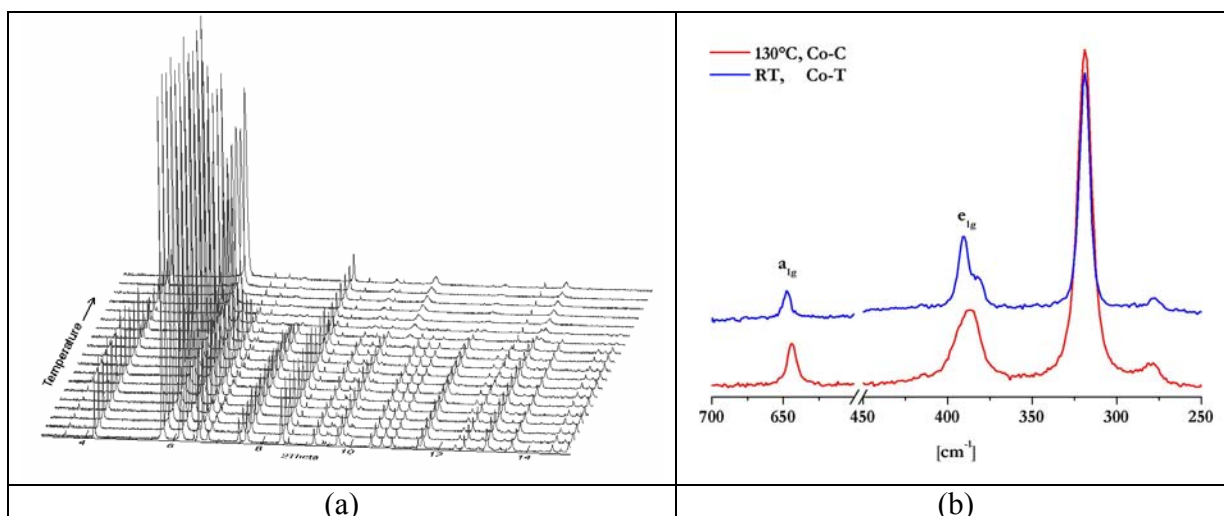 Temperature
4 6 8 10 12 14
2Theta
(a)
130°C, Co-C
RT, Co-T
a1g
e1g
700 650 450 400 350 300 250
[cm-1]
(b)